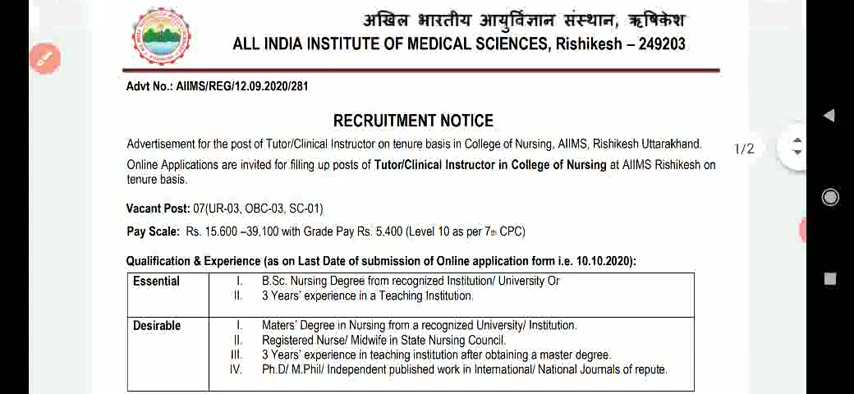 अखिल भारतीय आयुर्विज्ञान संस्थान, ऋषिकेश
ALL INDIA INSTITUTE OF MEDICAL SCIENCES, Rishikesh – 249203
Advt No.: AIIMS/REG/12.09.2020/281
RECRUITMENT NOTICE
Advertisement for the post of Tutor/Clinical Instructor on tenure basis in College of Nursing, AIIMS, Rishikesh Uttarakhand.
1/2
Online Applications are invited for filling up posts of Tutor/Clinical Instructor in College of Nursing at AIIMS Rishikesh on
tenure basis.
Vacant Post: 07(UR-03, OBC-03, SC-01)
Pay Scale: Rs. 15,600 –39,100 with Grade Pay Rs. 5,400 (Level 10 as per 7th CPC)
Qualification & Experience (as on Last Date of submission of Online application form i.e. 10.10.2020):
Essential I. B.Sc. Nursing Degree from recognized Institution/ University Or
II. 3 Years' experience in a Teaching Institution.
Desirable I. Maters' Degree in Nursing from a recognized University/ Institution.
II. Registered Nurse/ Midwife in State Nursing Council.
III. 3 Years' experience in teaching institution after obtaining a master degree.
IV. Ph.D/ M.Phil/ Independent published work in International/ National Journals of repute.